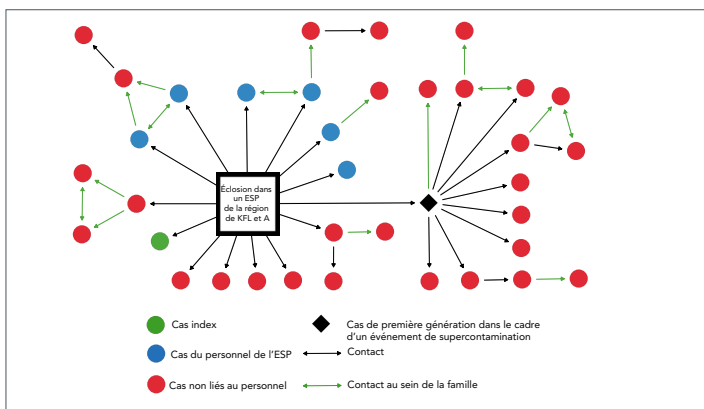 Éclosion dans
un ESP
de la région
de KFL et A
Cas index
Cas de première génération dans le cadre
d'un événement de supercontamination
Cas du personnel de l'ESP
Contact
Cas non liés au personnel
Contact au sein de la famille